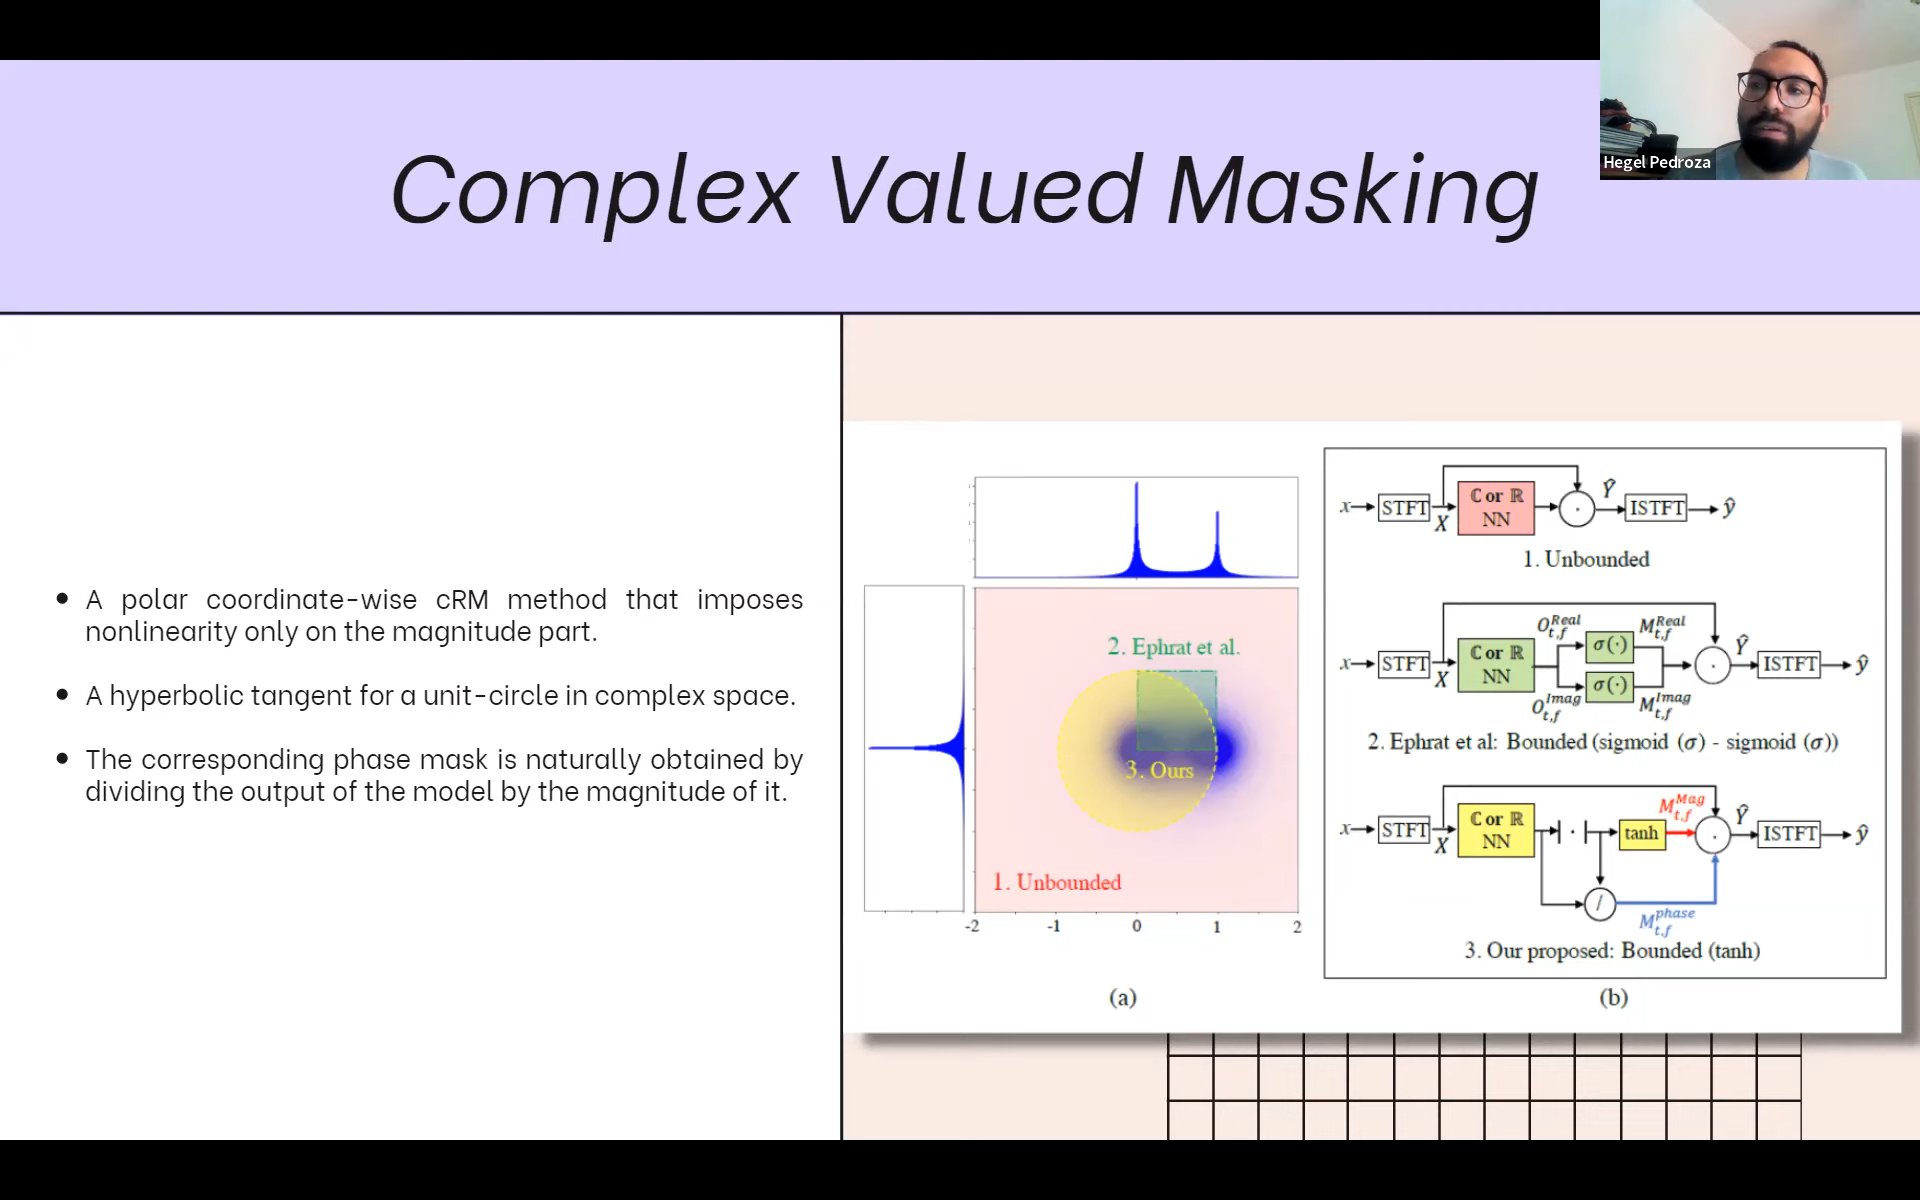 Complex Valued Masking
Hegel Pedroza
A polar coordinate-wise cRM method that imposes
nonlinearity only on the magnitude part.
A hyperbolic tangent for a unit-circle in complex space.
The corresponding phase mask is naturally obtained by
dividing the output of the model by the magnitude of it.
2. Ephrat et al.
3. Ours
1. Unbounded
-2 -1 0 1 2
(a)
x STFT X ℂ or ℝ NN · Ŷ ISTFT ŷ
1. Unbounded
x STFT X ℂ or ℝ NN O_{t,f}^{Real} σ(·) M_{t,f}^{Real} · Ŷ ISTFT ŷ
O_{t,f}^{Imag} σ(·) M_{t,f}^{Imag}
2. Ephrat et al: Bounded (sigmoid (σ) - sigmoid (σ))
x STFT X ℂ or ℝ NN |·| tanh M_{t,f}^{Mag} · Ŷ ISTFT ŷ
/ M_{t,f}^{phase}
3. Our proposed: Bounded (tanh)
(b)